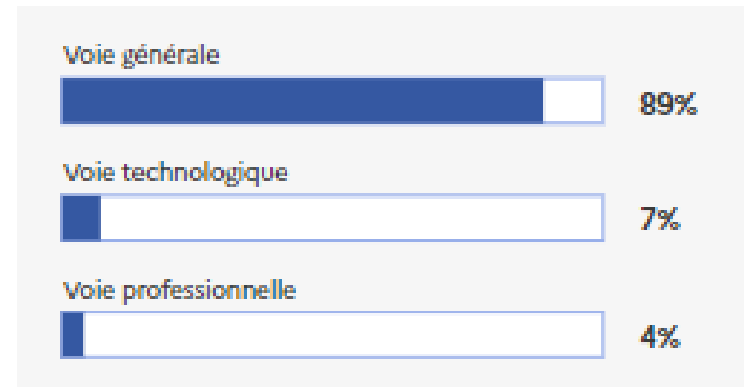 Voie générale
89%
Voie technologique
7%
Voie professionnelle
4%